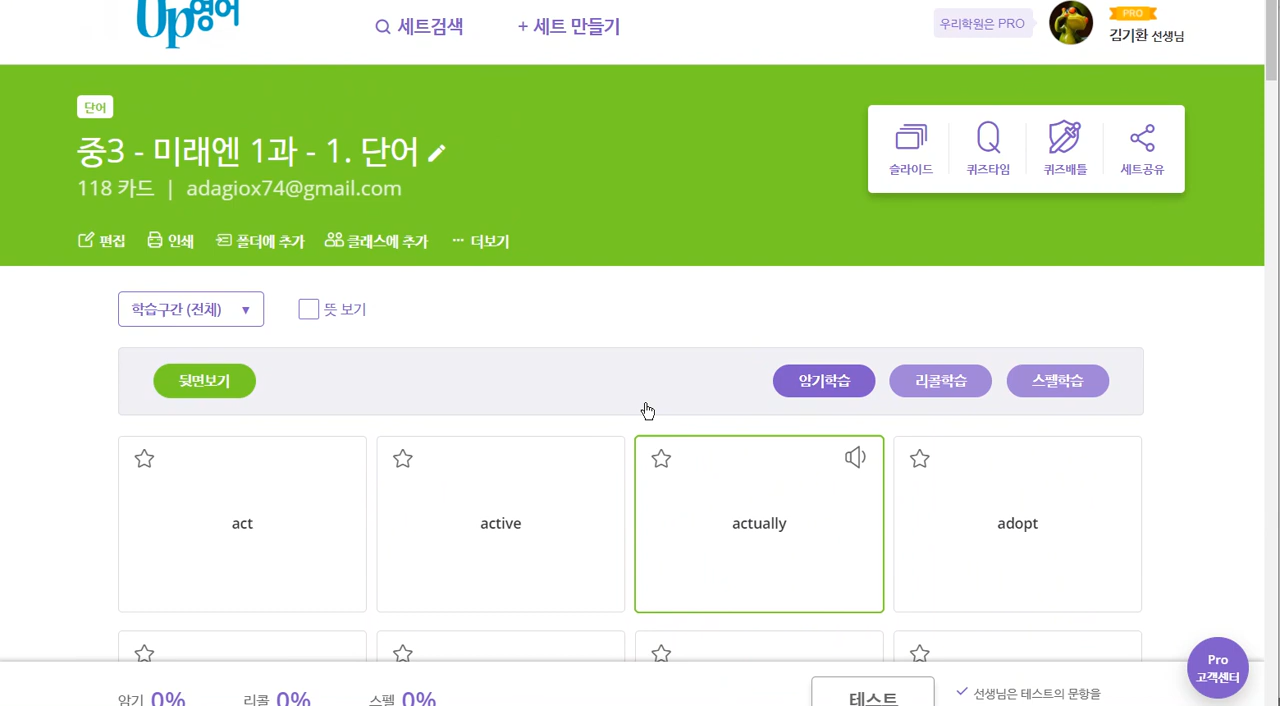 Up영어
세트검색
+ 세트 만들기
우리학원은 PRO
PRO
김기환 선생님
단어
중3 - 미래엔 1과 - 1. 단어
118 카드 | adagiox74@gmail.com
슬라이드
퀴즈타임
퀴즈배틀
세트공유
편집
인쇄
폴더에 추가
클래스에 추가
··· 더보기
학습구간 (전체) ▼
뜻 보기
뒷면보기
암기학습
리콜학습
스펠학습
act
active
actually
adopt
Pro
고객센터
암기 0%
리콜 0%
스펠 0%
테스트
선생님은 테스트의 문항을